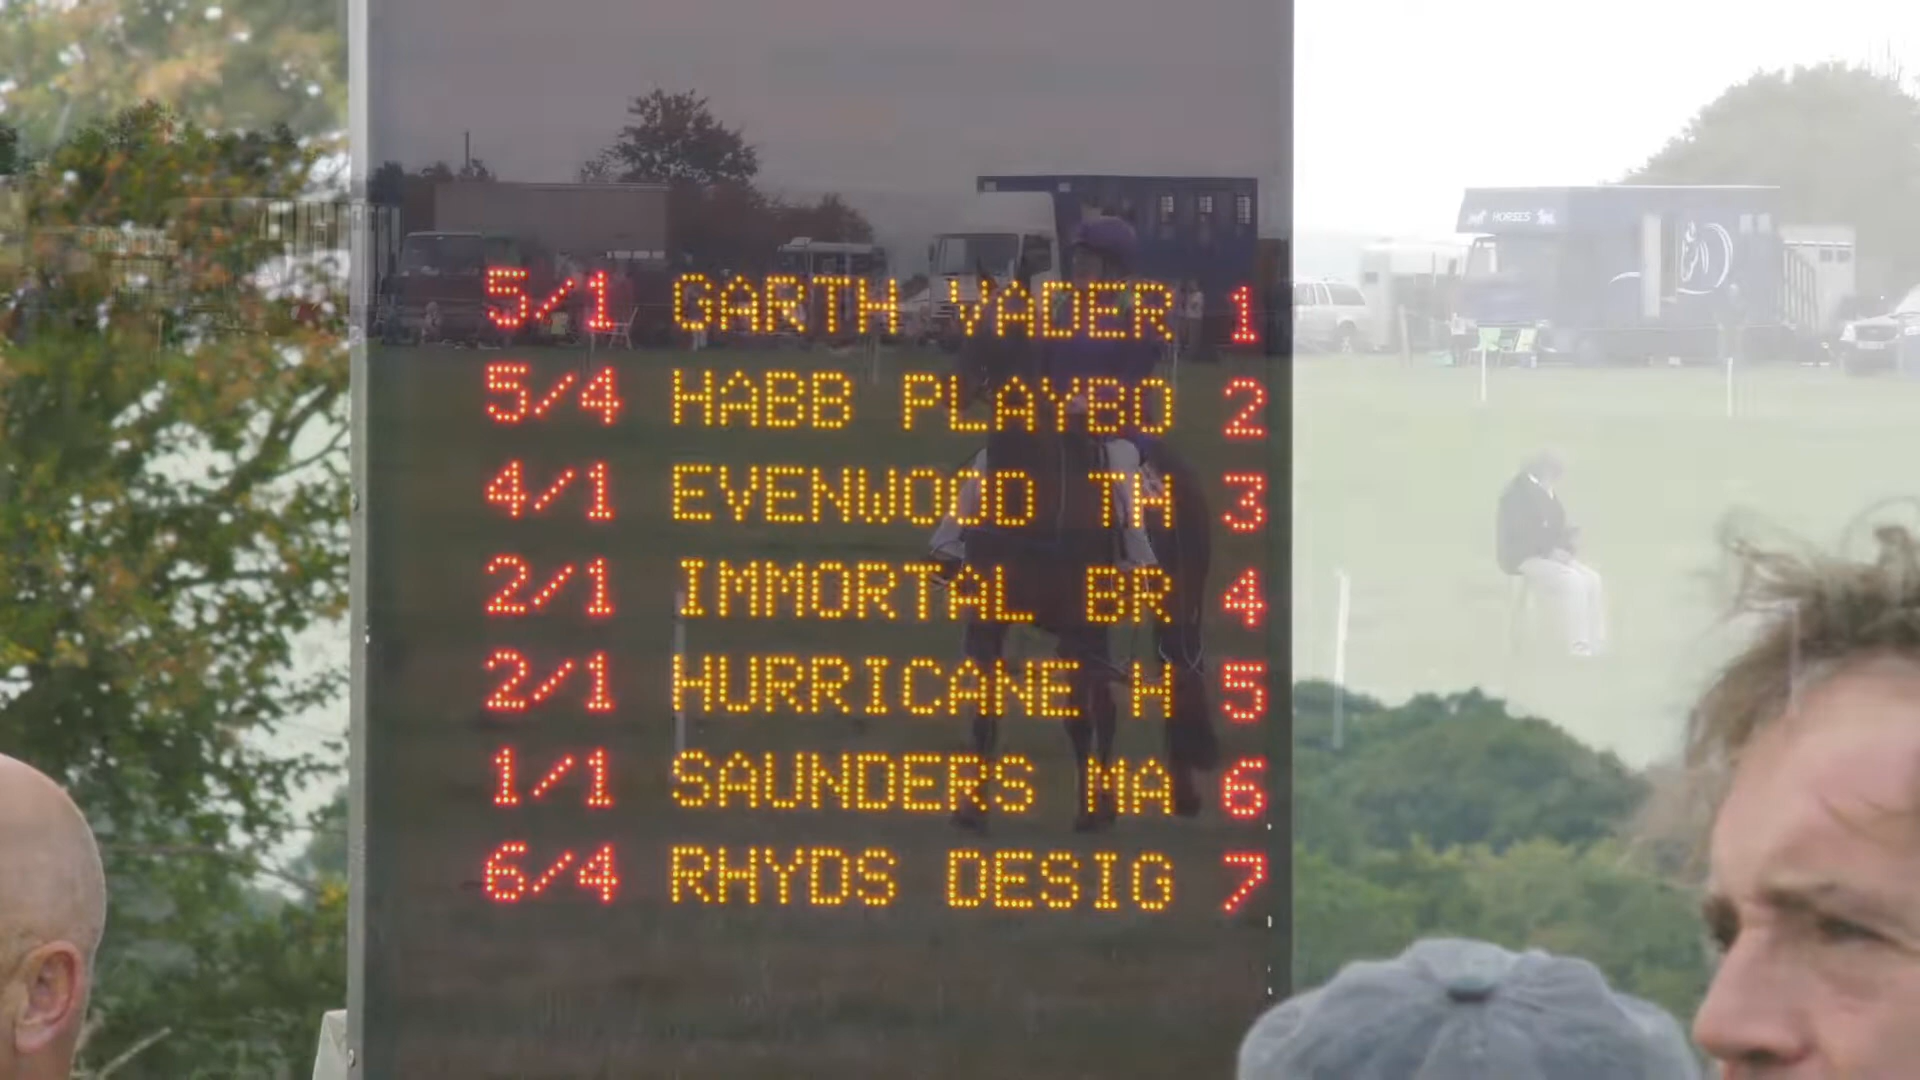 HORSES
5/1 GARTH VADER 1
5/4 HABB PLAYBO 2
4/1 EVENWOOD TH 3
2/1 IMMORTAL BR 4
2/1 HURRICANE H 5
1/1 SAUNDERS MA 6
6/4 RHYDS DESIG 7